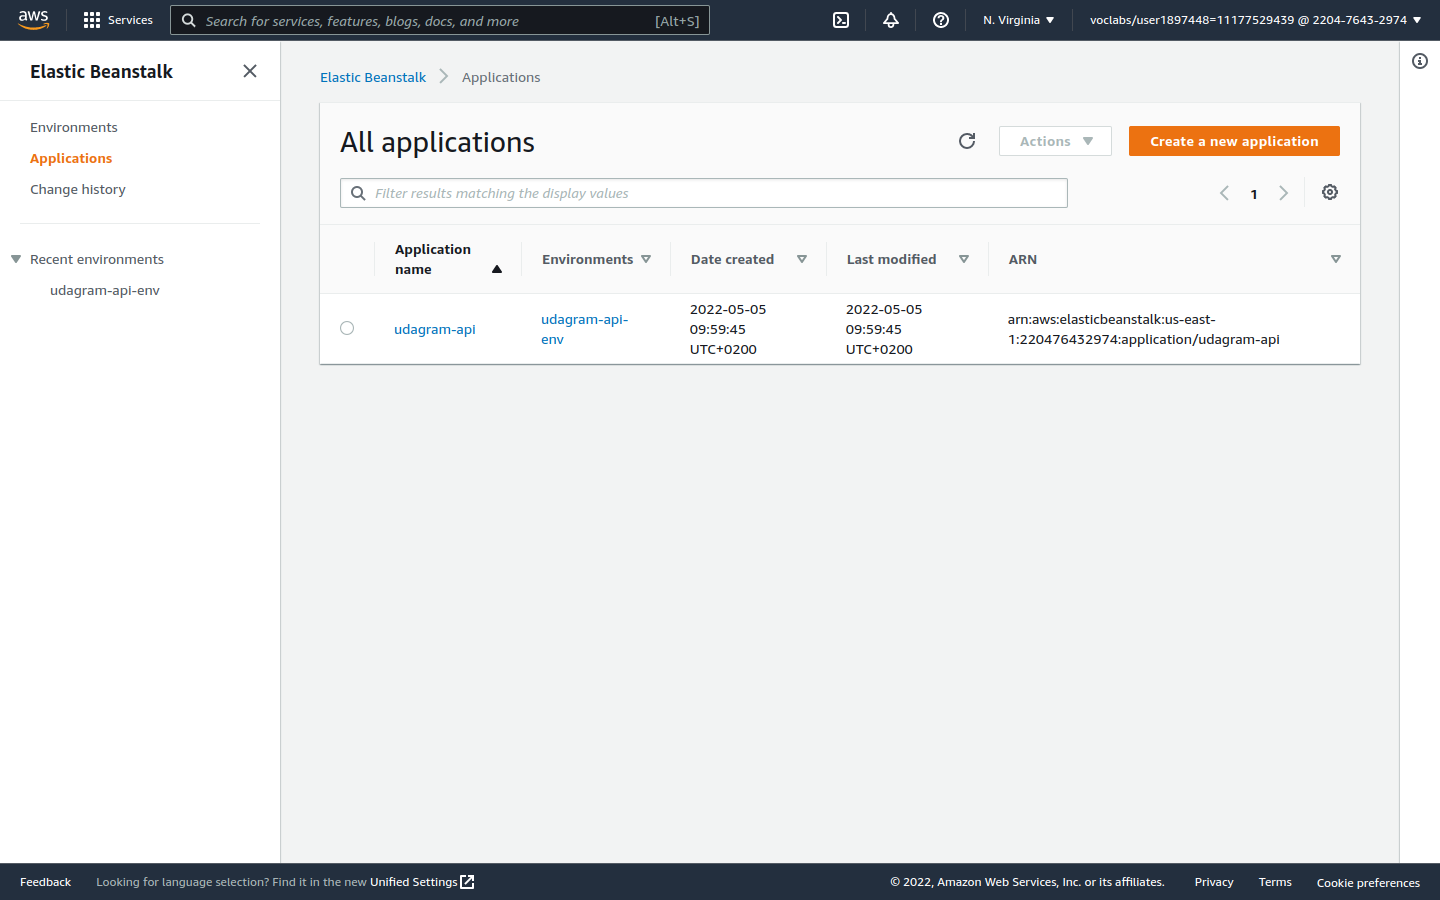 aws Services Search for services, features, blogs, docs, and more [Alt+S] N. Virginia voclabs/user1897448=11177529439 @ 2204-7643-2974
Elastic Beanstalk
Environments
Applications
Change history
Recent environments
udagram-api-env
Elastic Beanstalk Applications
All applications
Actions
Create a new application
Filter results matching the display values
1
Application
name
Environments
Date created
Last modified
ARN
udagram-api
udagram-api-
env
2022-05-05
09:59:45
UTC+0200
2022-05-05
09:59:45
UTC+0200
arn:aws:elasticbeanstalk:us-east-
1:220476432974:application/udagram-api
Feedback Looking for language selection? Find it in the new Unified Settings © 2022, Amazon Web Services, Inc. or its affiliates. Privacy Terms Cookie preferences